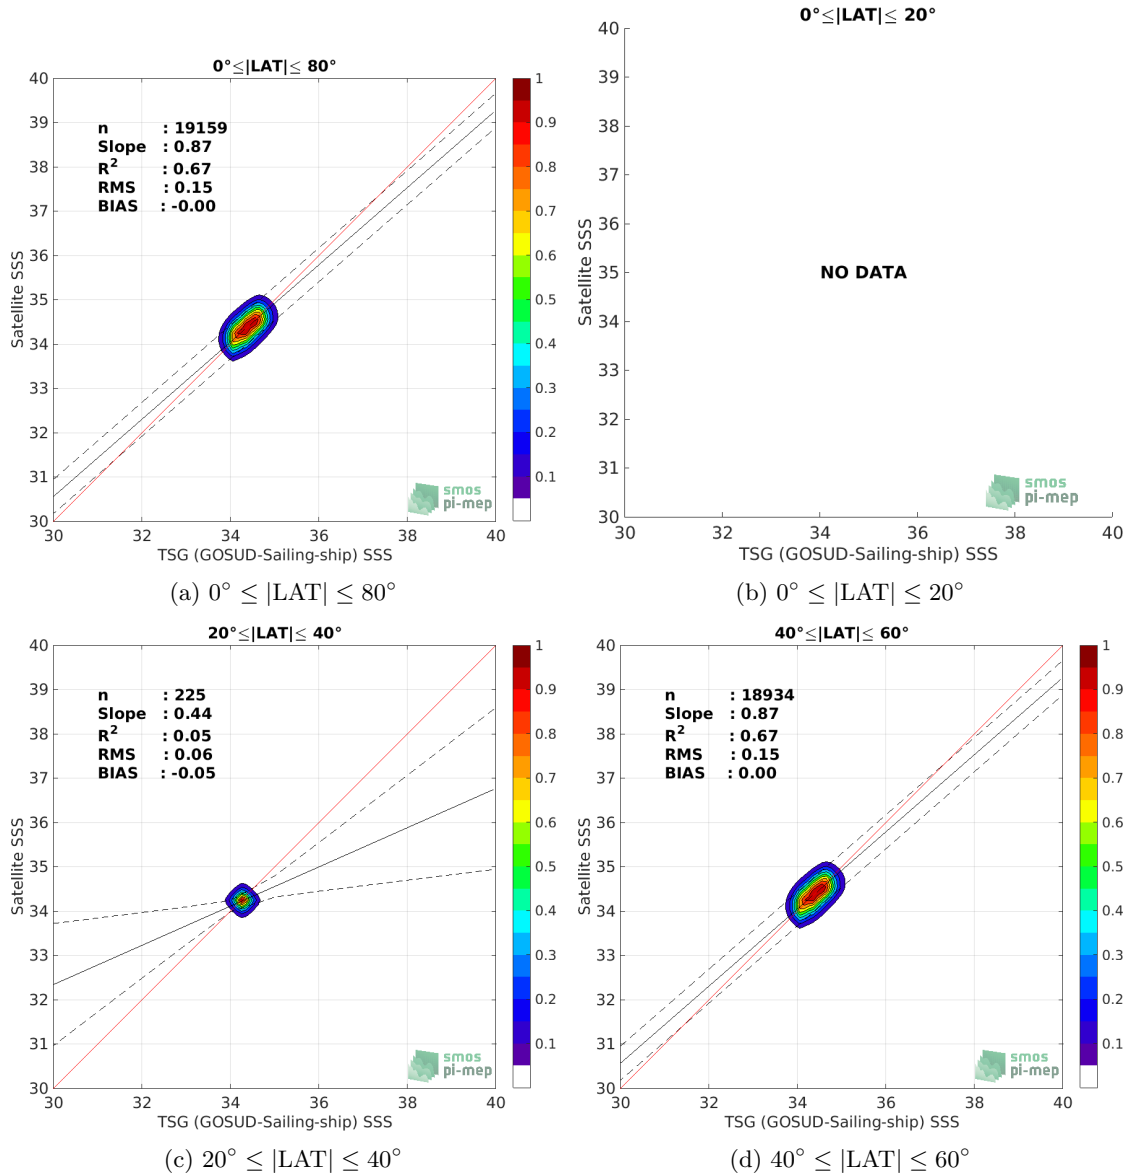 0°≤|LAT|≤ 80°
40
39
38
37
36
35
34
33
32
31
30
Satellite SSS
n : 19159
Slope : 0.87
R2 : 0.67
RMS : 0.15
BIAS : -0.00
smos
pi-mep
1
0.9
0.8
0.7
0.6
0.5
0.4
0.3
0.2
0.1
30 32 34 36 38 40
TSG (GOSUD-Sailing-ship) SSS
(a) 0° ≤ |LAT| ≤ 80°
0°≤|LAT|≤ 20°
40
39
38
37
36
35
34
33
32
31
30
Satellite SSS
NO DATA
smos
pi-mep
30 32 34 36 38 40
TSG (GOSUD-Sailing-ship) SSS
(b) 0° ≤ |LAT| ≤ 20°
20°≤|LAT|≤ 40°
40
39
38
37
36
35
34
33
32
31
30
Satellite SSS
n : 225
Slope : 0.44
R2 : 0.05
RMS : 0.06
BIAS : -0.05
smos
pi-mep
1
0.9
0.8
0.7
0.6
0.5
0.4
0.3
0.2
0.1
30 32 34 36 38 40
TSG (GOSUD-Sailing-ship) SSS
(c) 20° ≤ |LAT| ≤ 40°
40°≤|LAT|≤ 60°
40
39
38
37
36
35
34
33
32
31
30
Satellite SSS
n : 18934
Slope : 0.87
R2 : 0.67
RMS : 0.15
BIAS : 0.00
smos
pi-mep
1
0.9
0.8
0.7
0.6
0.5
0.4
0.3
0.2
0.1
30 32 34 36 38 40
TSG (GOSUD-Sailing-ship) SSS
(d) 40° ≤ |LAT| ≤ 60°